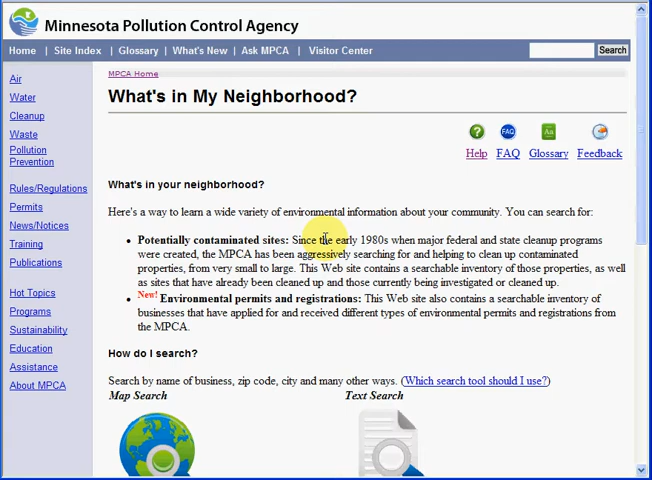 Minnesota Pollution Control Agency
Home | Site Index | Glossary | What's New | Ask MPCA | Visitor Center
Search
Air
Water
Cleanup
Waste
Pollution
Prevention
Rules/Regulations
Permits
News/Notices
Training
Publications
Hot Topics
Programs
Sustainability
Education
Assistance
About MPCA
MPCA Home
What's in My Neighborhood?
? FAQ Aa
Help FAQ Glossary Feedback
What's in your neighborhood?
Here's a way to learn a wide variety of environmental information about your community. You can search for:
• Potentially contaminated sites: Since the early 1980s when major federal and state cleanup programs
were created, the MPCA has been aggressively searching for and helping to clean up contaminated
properties, from very small to large. This Web site contains a searchable inventory of those properties, as well
as sites that have already been cleaned up and those currently being investigated or cleaned up.
• New! Environmental permits and registrations: This Web site also contains a searchable inventory of
businesses that have applied for and received different types of environmental permits and registrations from
the MPCA.
How do I search?
Search by name of business, zip code, city and many other ways. (Which search tool should I use?)
Map Search Text Search